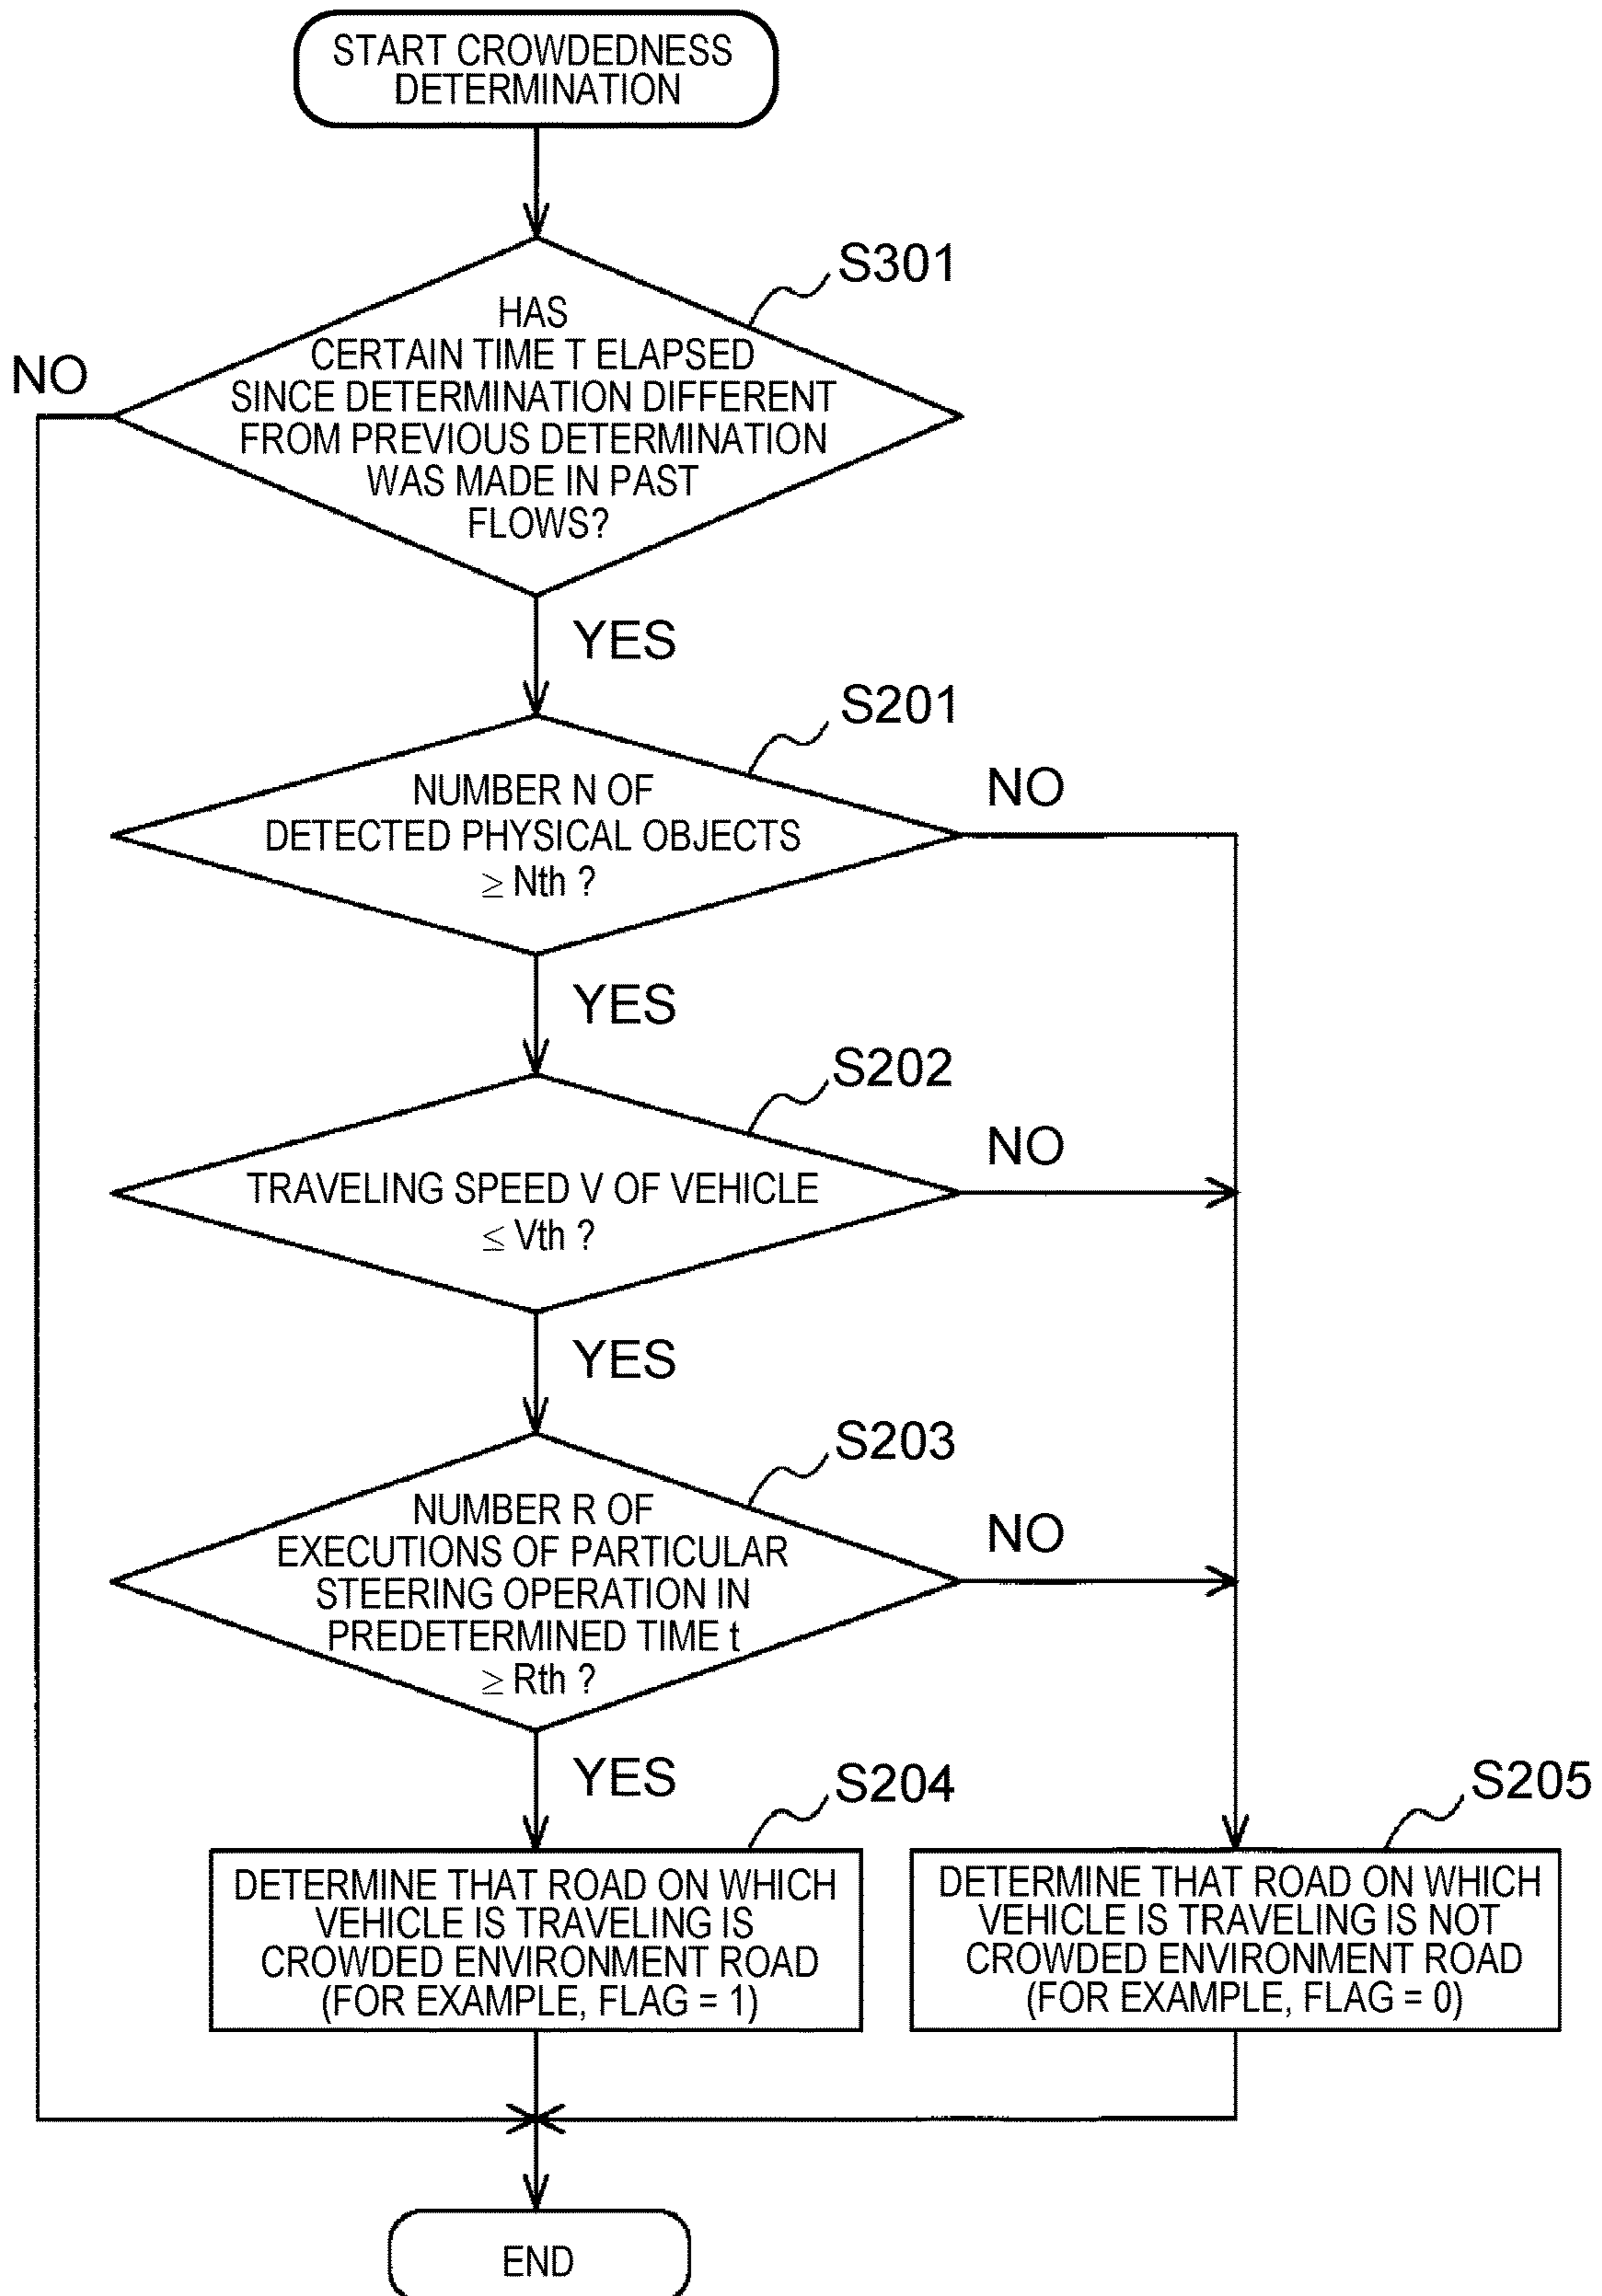 START CROWDEDNESS
DETERMINATION
S301
HAS
CERTAIN TIME T ELAPSED
SINCE DETERMINATION DIFFERENT
FROM PREVIOUS DETERMINATION
WAS MADE IN PAST
FLOWS?
NO
YES
S201
NUMBER N OF
DETECTED PHYSICAL OBJECTS
≥ Nth ?
NO
YES
S202
TRAVELING SPEED V OF VEHICLE
≤ Vth ?
NO
YES
S203
NUMBER R OF
EXECUTIONS OF PARTICULAR
STEERING OPERATION IN
PREDETERMINED TIME t
≥ Rth ?
NO
YES
S204
DETERMINE THAT ROAD ON WHICH
VEHICLE IS TRAVELING IS
CROWDED ENVIRONMENT ROAD
(FOR EXAMPLE, FLAG = 1)
S205
DETERMINE THAT ROAD ON WHICH
VEHICLE IS TRAVELING IS NOT
CROWDED ENVIRONMENT ROAD
(FOR EXAMPLE, FLAG = 0)
END